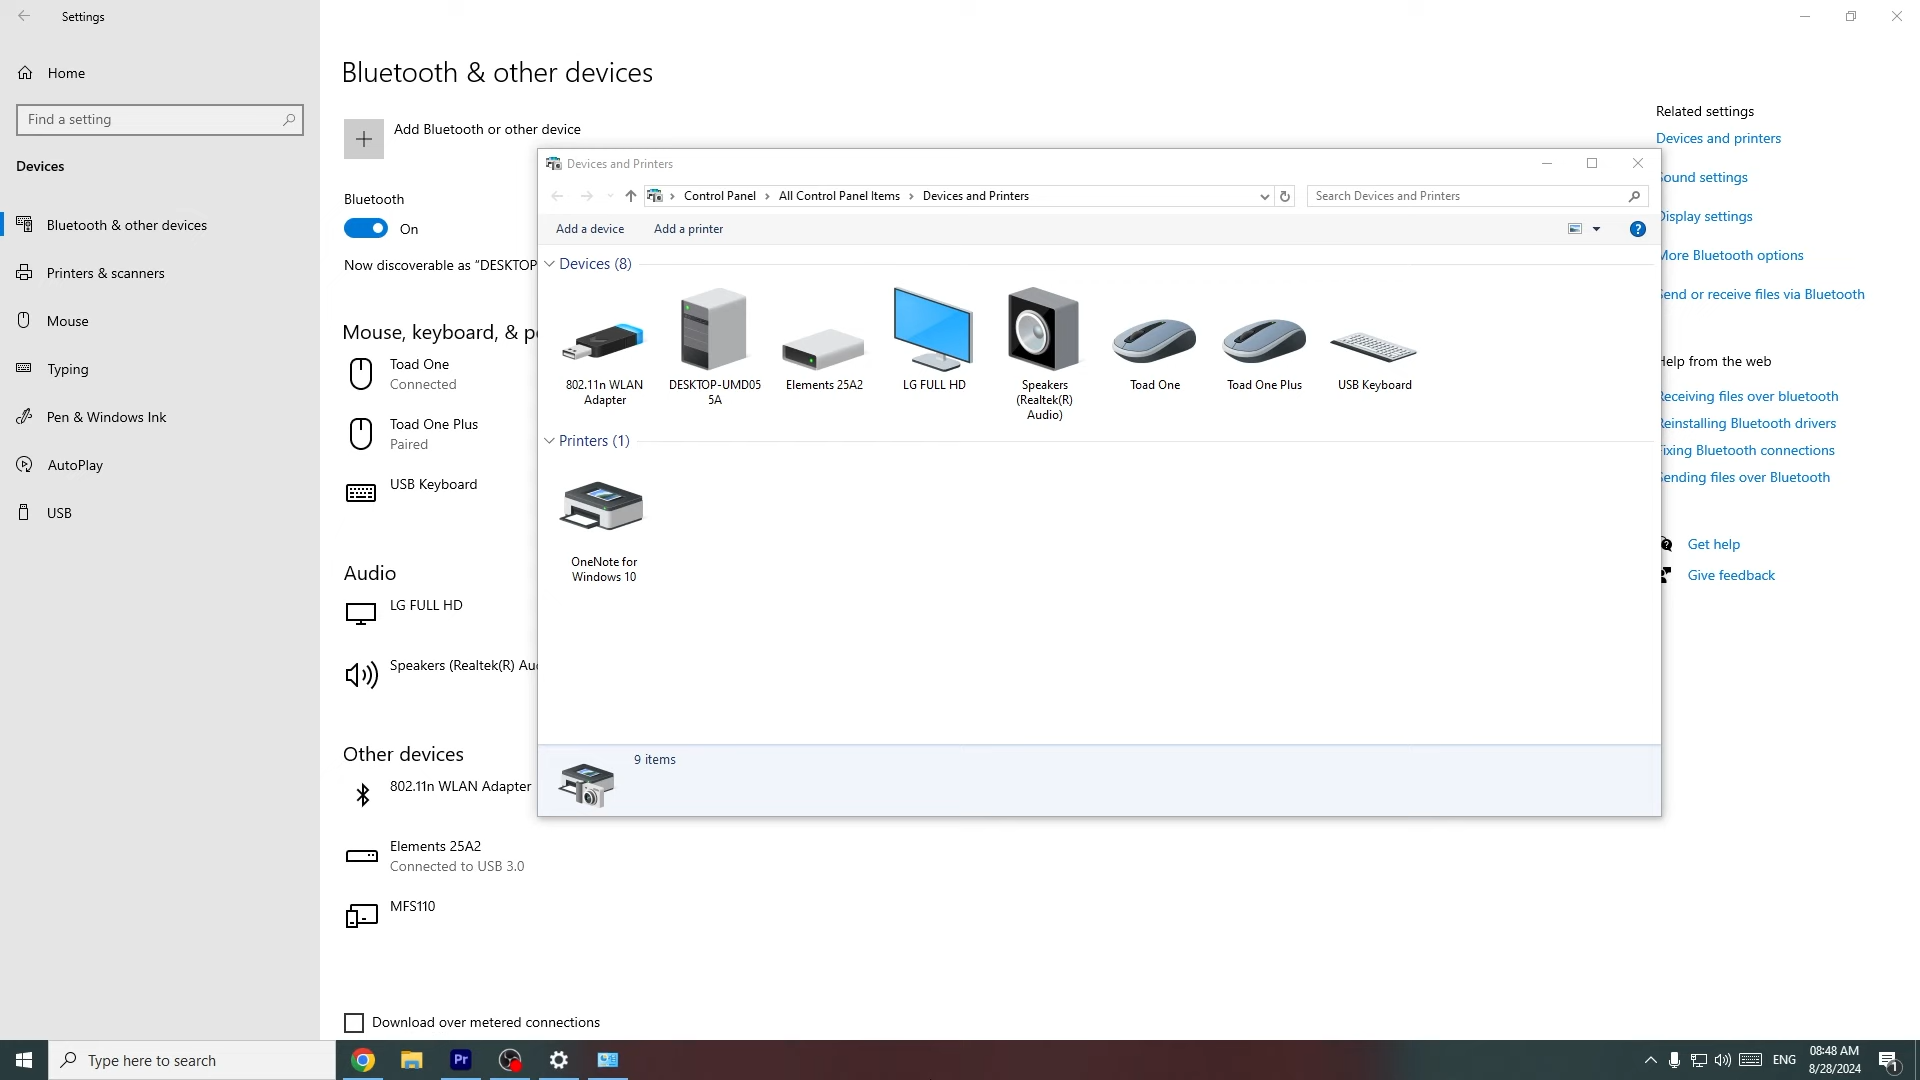 Settings
Home
Find a setting
Devices
Bluetooth & other devices
Printers & scanners
Mouse
Typing
Pen & Windows Ink
AutoPlay
USB
Bluetooth & other devices
Add Bluetooth or other device
Bluetooth
On
Now discoverable as "DESKTOP
Mouse, keyboard, & p
Toad One
Connected
Toad One Plus
Paired
USB Keyboard
Audio
LG FULL HD
Speakers (Realtek(R) Au
Other devices
802.11n WLAN Adapter
Elements 25A2
Connected to USB 3.0
MFS110
Download over metered connections
Devices and Printers
Control Panel
All Control Panel Items
Devices and Printers
Search Devices and Printers
Add a device
Add a printer
?
Devices (8)
802.11n WLAN
Adapter
DESKTOP-UMD05
5A
Elements 25A2
LG FULL HD
Speakers
(Realtek(R)
Audio)
Toad One
Toad One Plus
USB Keyboard
Printers (1)
OneNote for
Windows 10
9 items
Related settings
Devices and printers
ound settings
isplay settings
More Bluetooth options
end or receive files via Bluetooth
elp from the web
eceiving files over bluetooth
einstalling Bluetooth drivers
ixing Bluetooth connections
ending files over Bluetooth
Get help
Give feedback
Type here to search
Pr
ENG
08:48 AM
8/28/2024
1